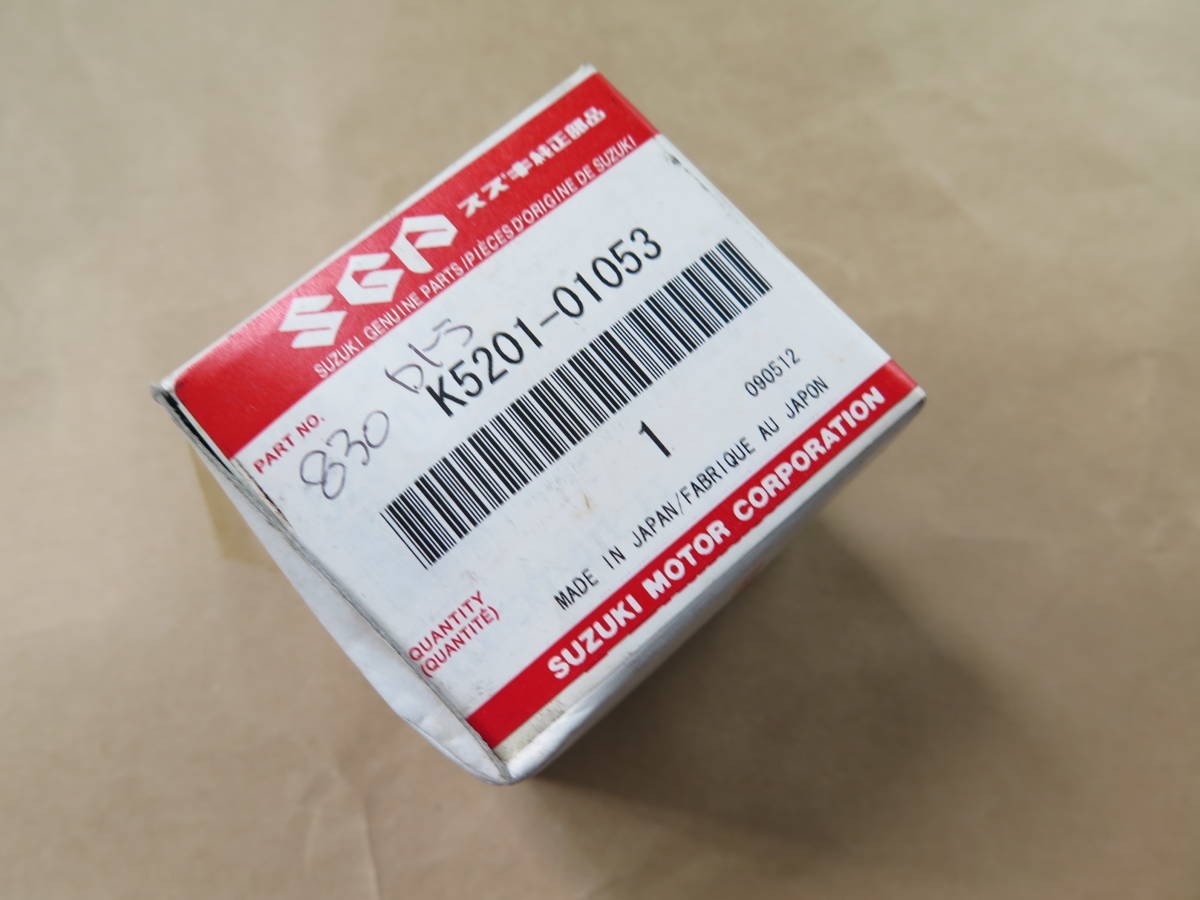 SGP スズキ純正部品
SUZUKI GENUINE PARTS/PIÈCES D'ORIGINE DE SUZUKI
PART NO.
830
K5201-01053
1
090512
QUANTITY
(QUANTITÉ)
MADE IN JAPAN/FABRIQUE AU JAPON
SUZUKI MOTOR CORPORATION